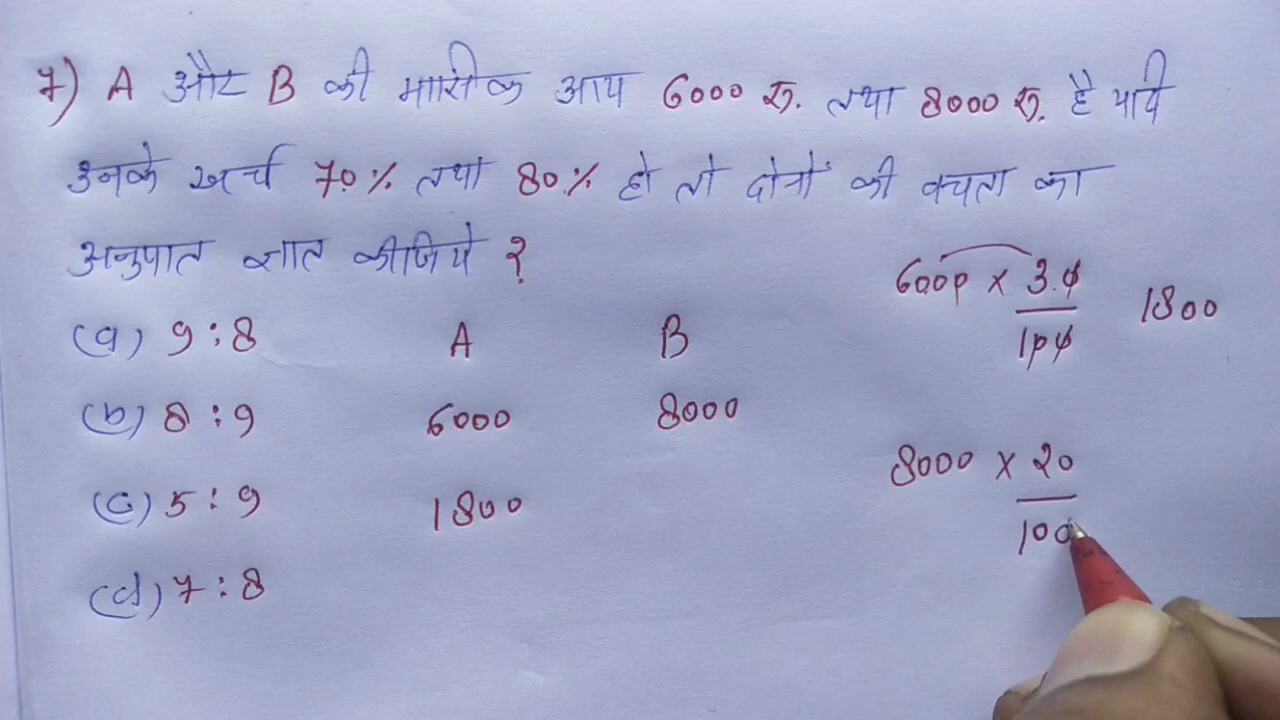 7) A और B की मासीक आय 6000 रु. तथा 8000 रु. है यदि
उनके खर्च 70% तथा 80% हो तो दोनों की बचता का
अनुपात ज्ञात कीजिये ?
(a) 9:8
(b) 8:9
(c) 5:9
(d) 7:8
A B
6000 8000
1800
6000 × 30
100
1800
8000 × 20
100